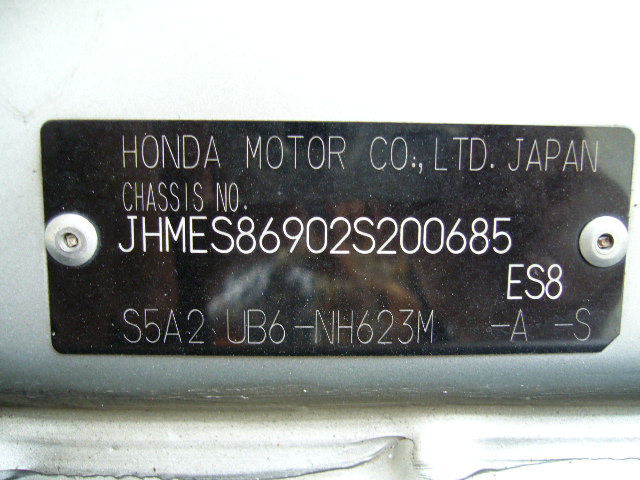 HONDA MOTOR CO., LTD. JAPAN
CHASSIS NO.
JHMES86902S200685
ES8
S5A2 UB6-NH623M -A -S